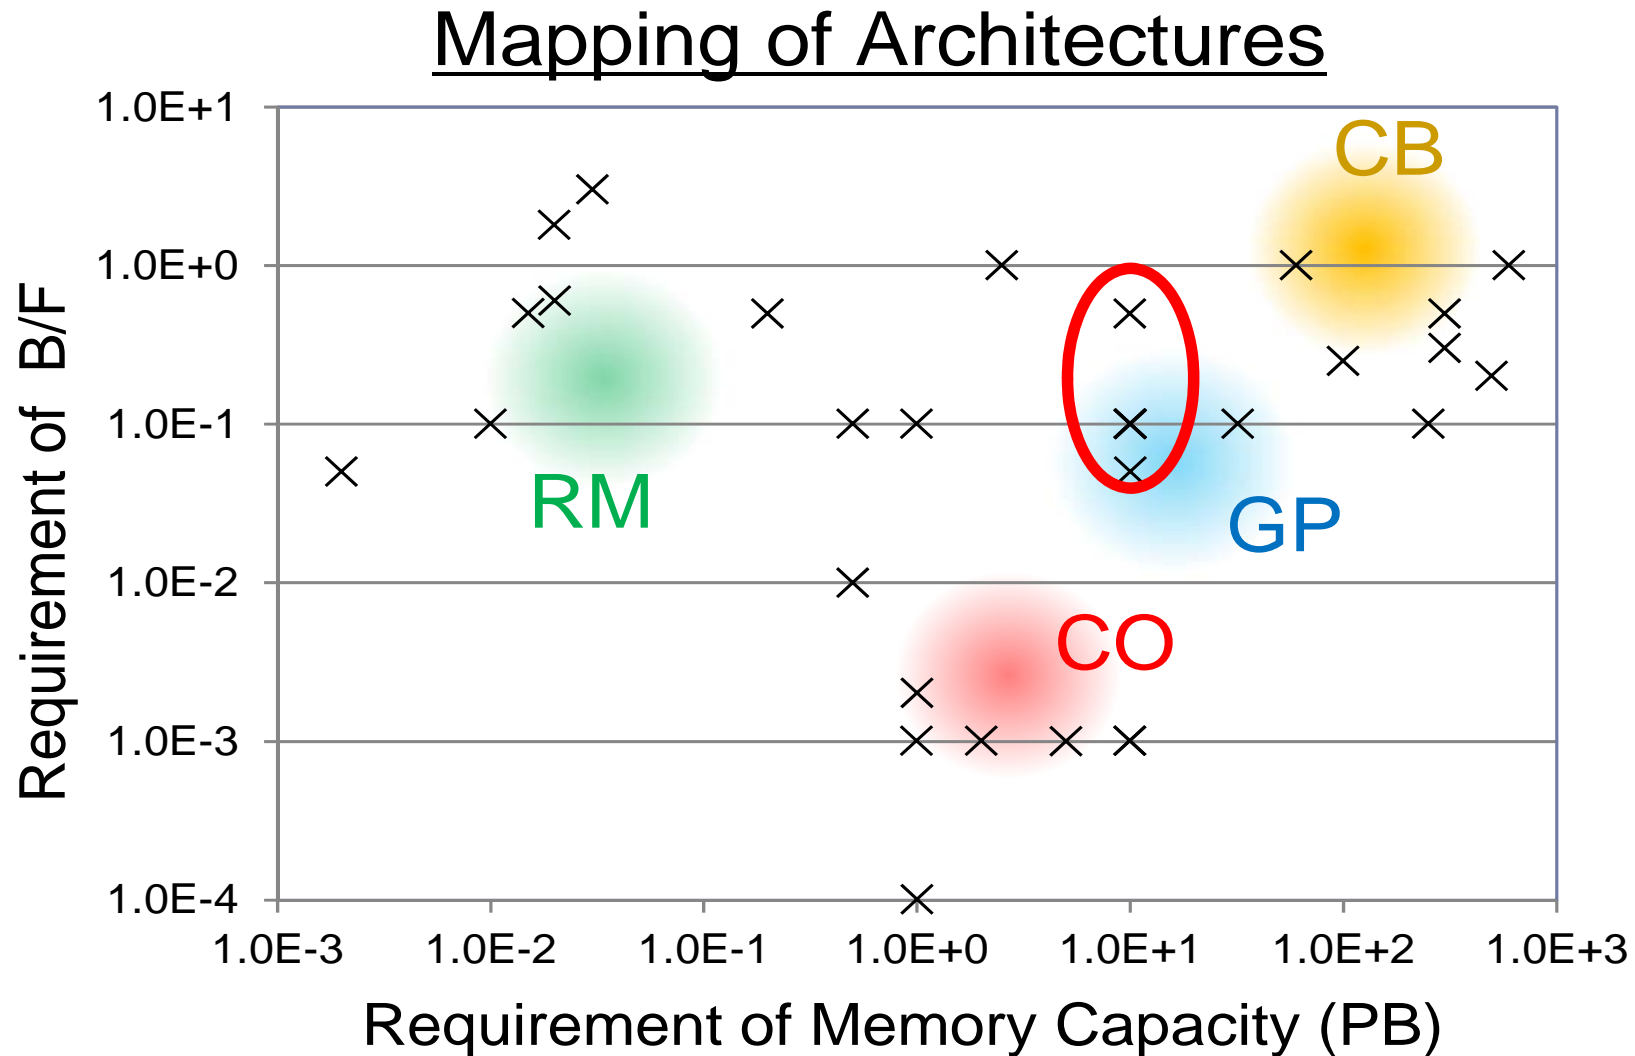 Mapping of Architectures
1.0E+1
CB
1.0E+0
1.0E-1
RM
GP
1.0E-2
CO
1.0E-3
1.0E-4
Requirement of B/F
1.0E-3 1.0E-2 1.0E-1 1.0E+0 1.0E+1 1.0E+2 1.0E+3
Requirement of Memory Capacity (PB)